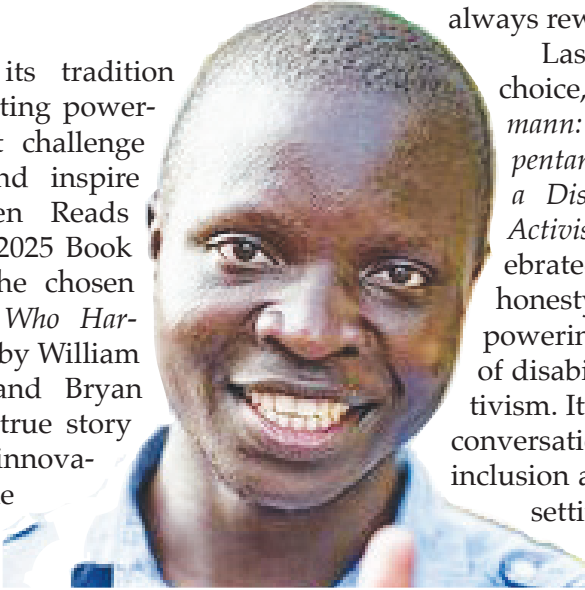 its tradition
ting power-
challenge
nd inspire
en Reads
2025 Book
he chosen
Who Har-
by William
and Bryan
true story
innova-
e
always rew
Las
choice,
mann:
pentan
a Dis
Activis
ebrate
honesty
powerin
of disabi
tivism. It
conversatio
inclusion a
setti